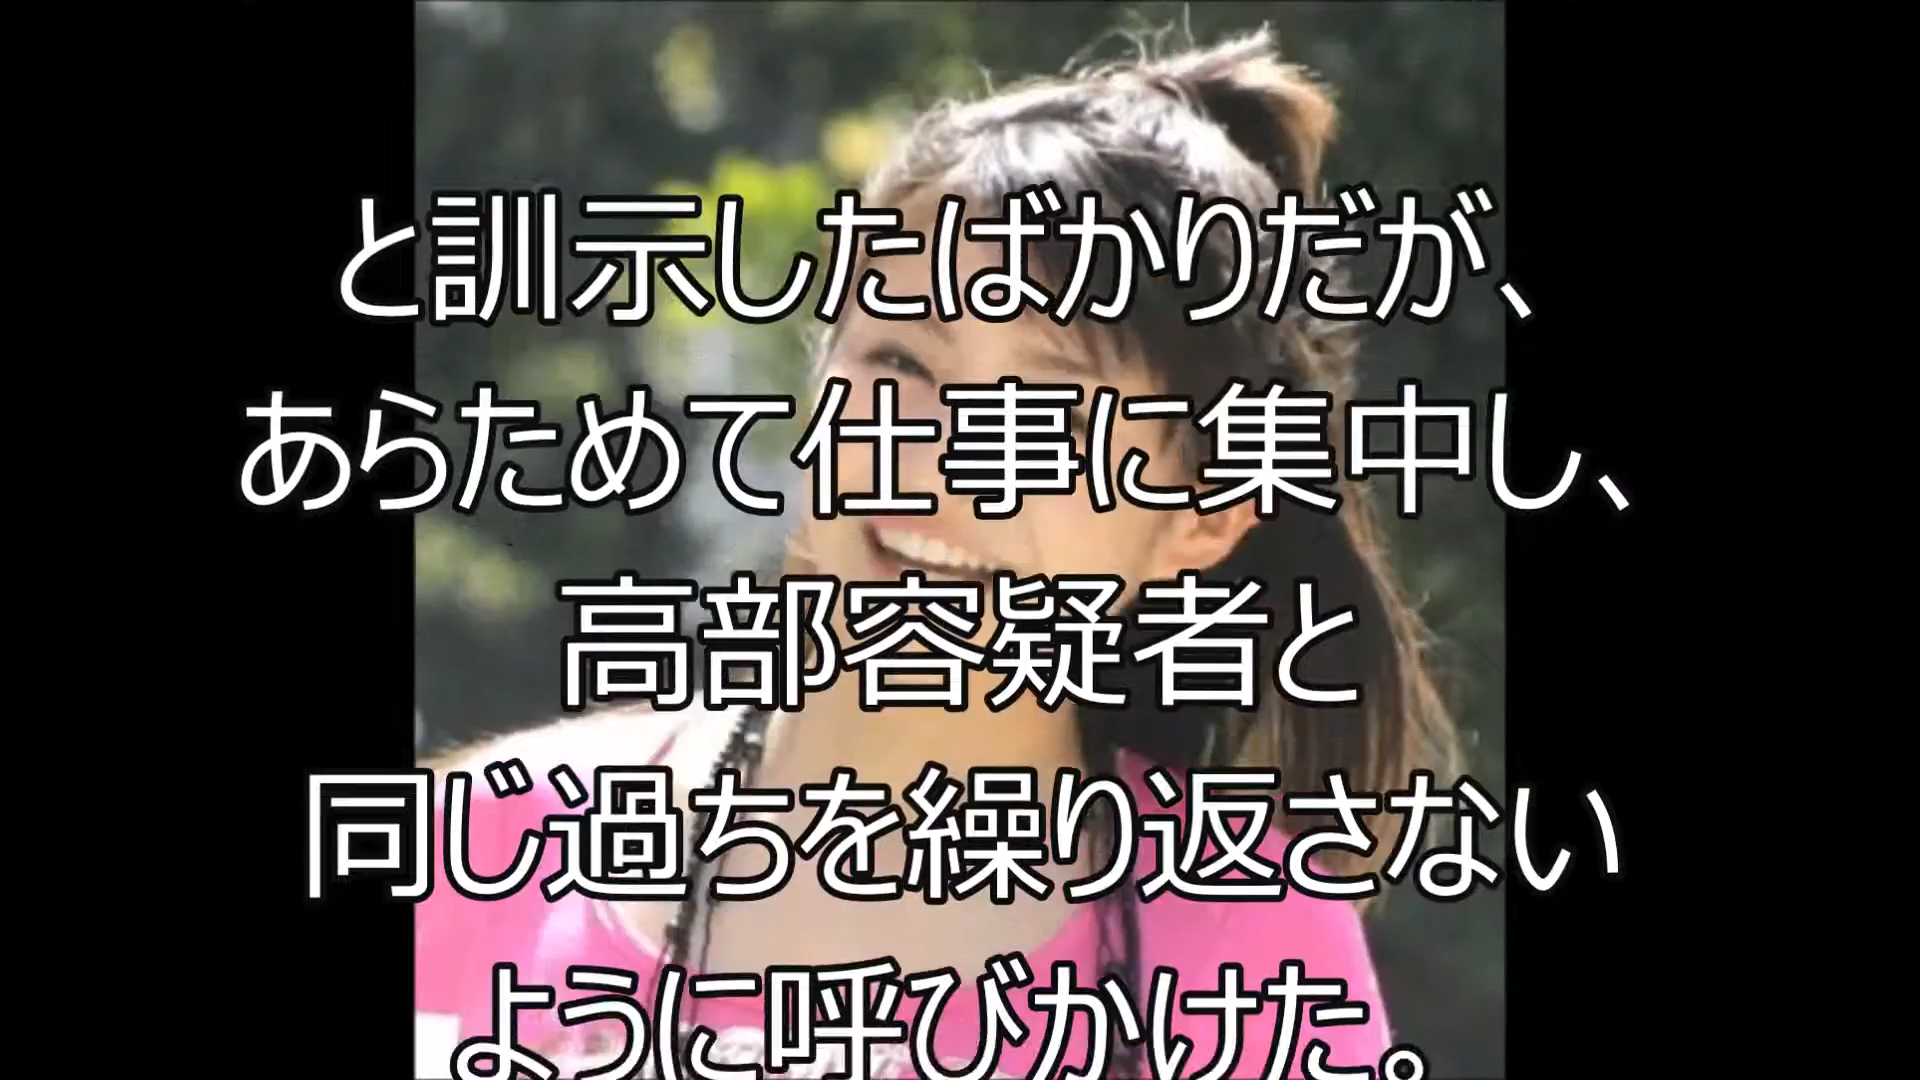 と訓示したばかりだが、
あらためて仕事に集中し、
高部容疑者と
同じ過ちを繰り返さない
ように呼びかけた。